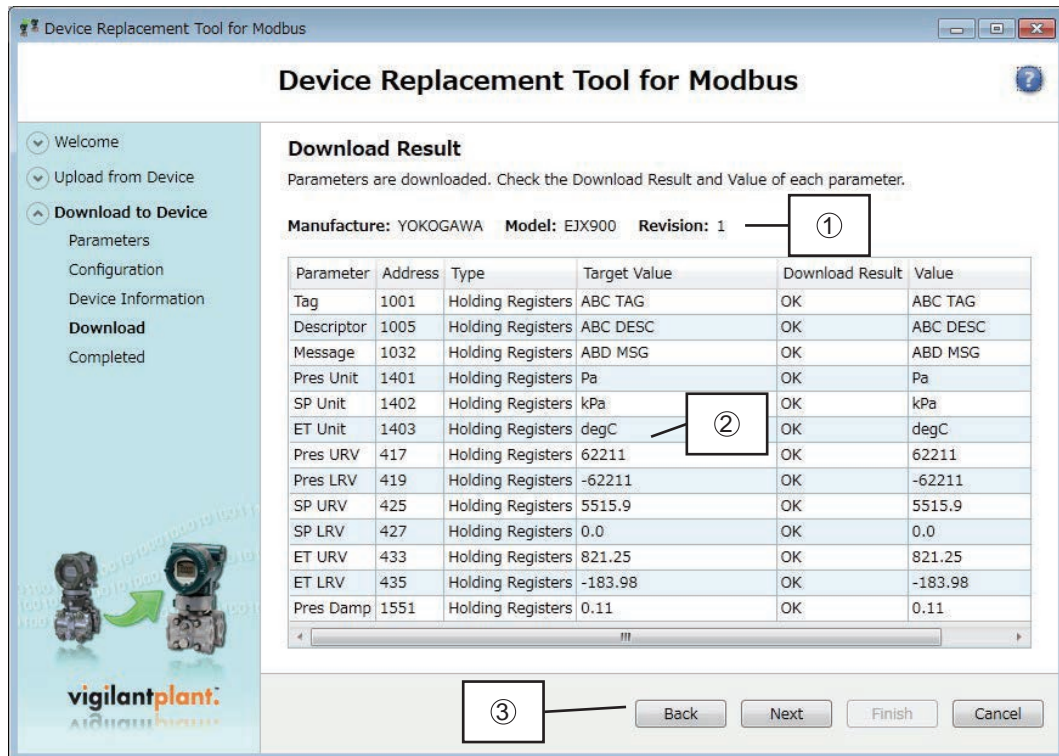 Device Replacement Tool for Modbus
Device Replacement Tool for Modbus
?
Welcome
Upload from Device
Download to Device
Parameters
Configuration
Device Information
Download
Completed
vigilantplant.
Download Result
Parameters are downloaded. Check the Download Result and Value of each parameter.
Manufacture: YOKOGAWA Model: EJX900 Revision: 1 ①
Parameter Address Type Target Value Download Result Value
Tag 1001 Holding Registers ABC TAG OK ABC TAG
Descriptor 1005 Holding Registers ABC DESC OK ABC DESC
Message 1032 Holding Registers ABD MSG OK ABD MSG
Pres Unit 1401 Holding Registers Pa OK Pa
SP Unit 1402 Holding Registers kPa OK kPa
ET Unit 1403 Holding Registers degC ② OK degC
Pres URV 417 Holding Registers 62211 OK 62211
Pres LRV 419 Holding Registers -62211 OK -62211
SP URV 425 Holding Registers 5515.9 OK 5515.9
SP LRV 427 Holding Registers 0.0 OK 0.0
ET URV 433 Holding Registers 821.25 OK 821.25
ET LRV 435 Holding Registers -183.98 OK -183.98
Pres Damp 1551 Holding Registers 0.11 OK 0.11
③ Back Next Finish Cancel